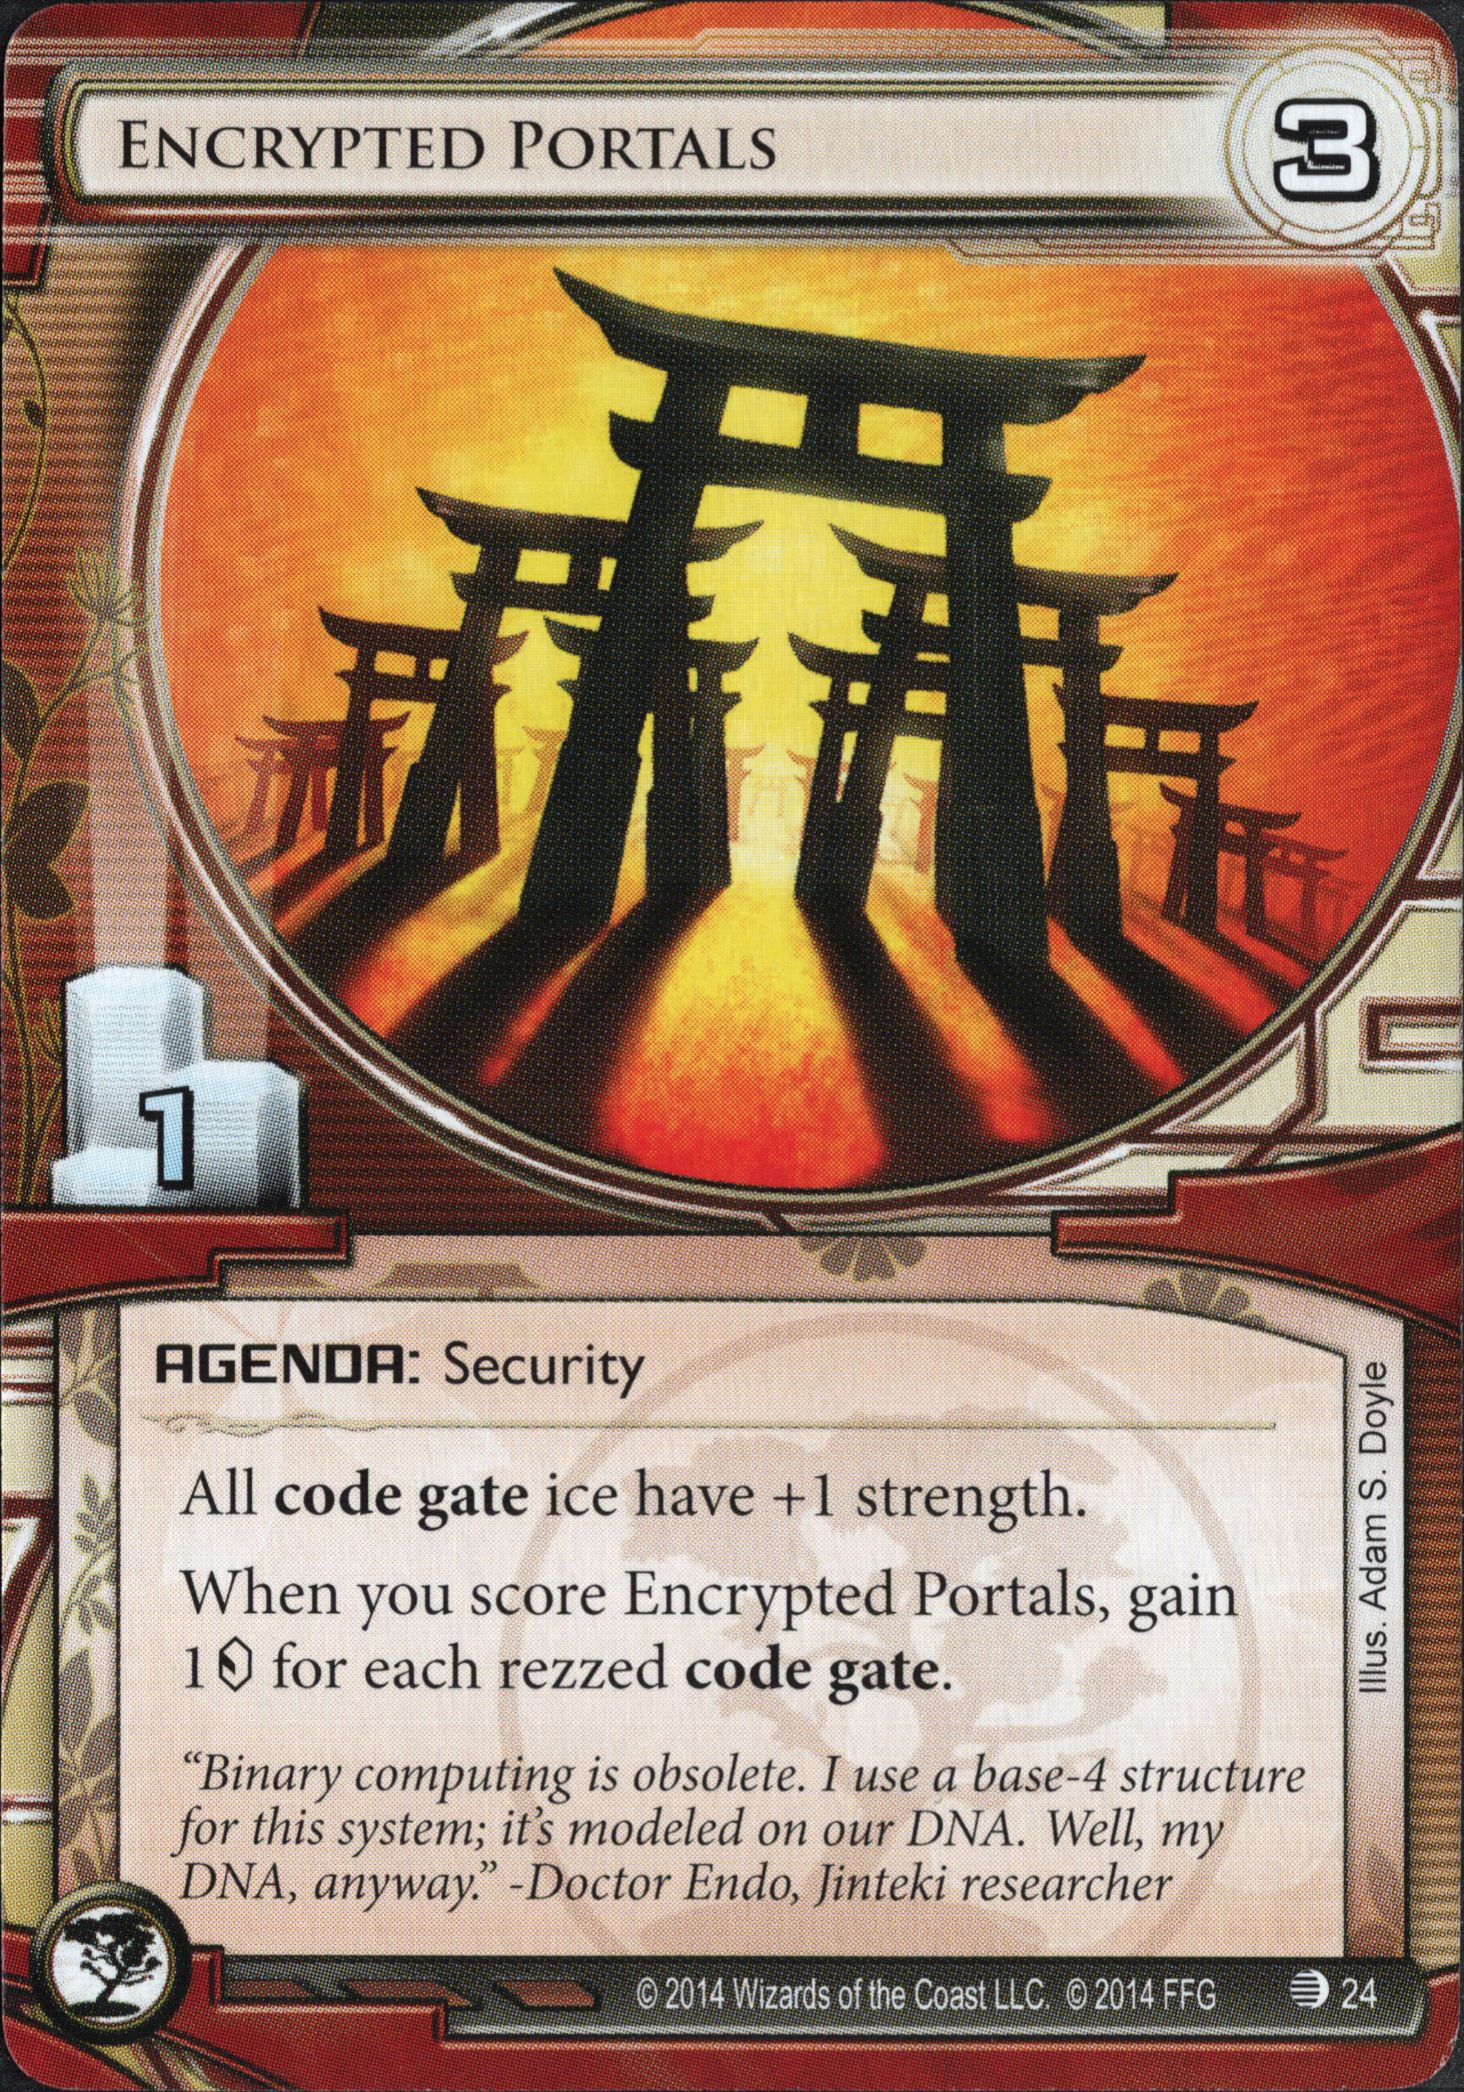 ENCRYPTED PORTALS
3
1
AGENDA: Security
All code gate ice have +1 strength.
When you score Encrypted Portals, gain
1 for each rezzed code gate.
“Binary computing is obsolete. I use a base-4 structure
for this system; it's modeled on our DNA. Well, my
DNA, anyway.” -Doctor Endo, Jinteki researcher
Illus. Adam S. Doyle
© 2014 Wizards of the Coast LLC. © 2014 FFG
24